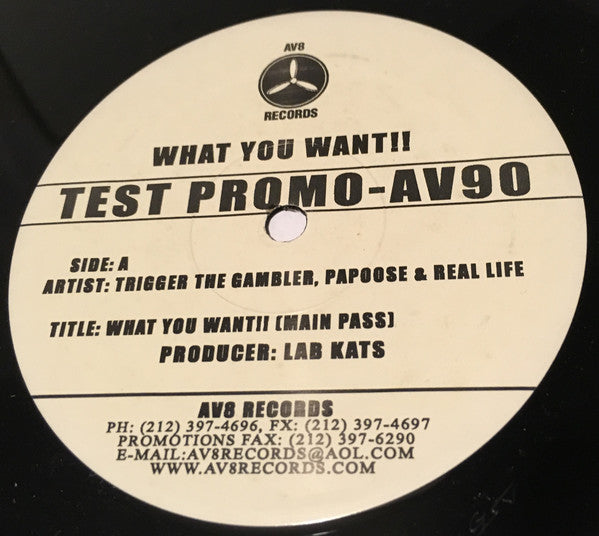 AV8
RECORDS
WHAT YOU WANT!!
TEST PROMO-AV90
SIDE: A
ARTIST: TRIGGER THE GAMBLER, PAPOOSE & REAL LIFE
TITLE: WHAT YOU WANT!! (MAIN PASS)
PRODUCER: LAB KATS
AV8 RECORDS
PH: (212) 397-4696, FX: (212) 397-4697
PROMOTIONS FAX: (212) 397-6290
E-MAIL:AV8RECORDS@AOL.COM
WWW.AV8RECORDS.COM